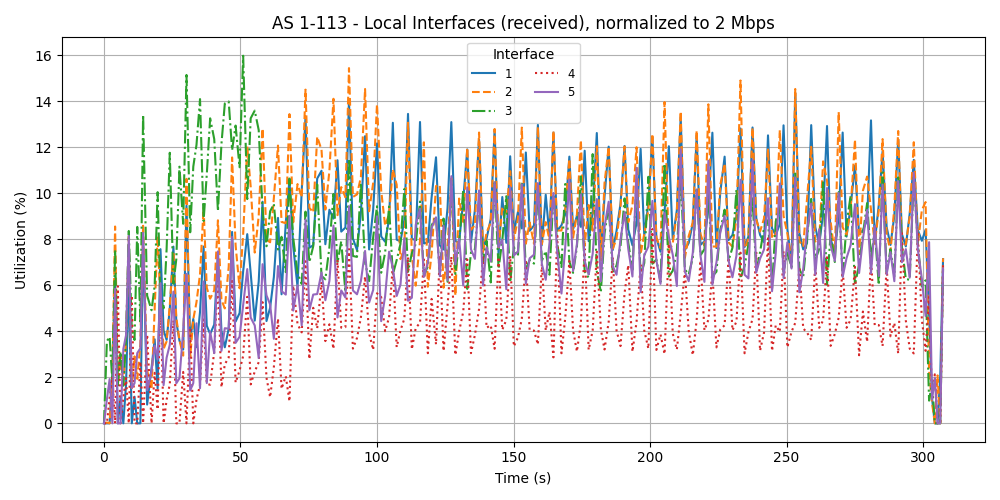 AS 1-113 - Local Interfaces (received), normalized to 2 Mbps
Interface
1
2
3
4
5
Utilization (%)
16
14
12
10
8
6
4
2
0
0 50 100 150 200 250 300
Time (s)